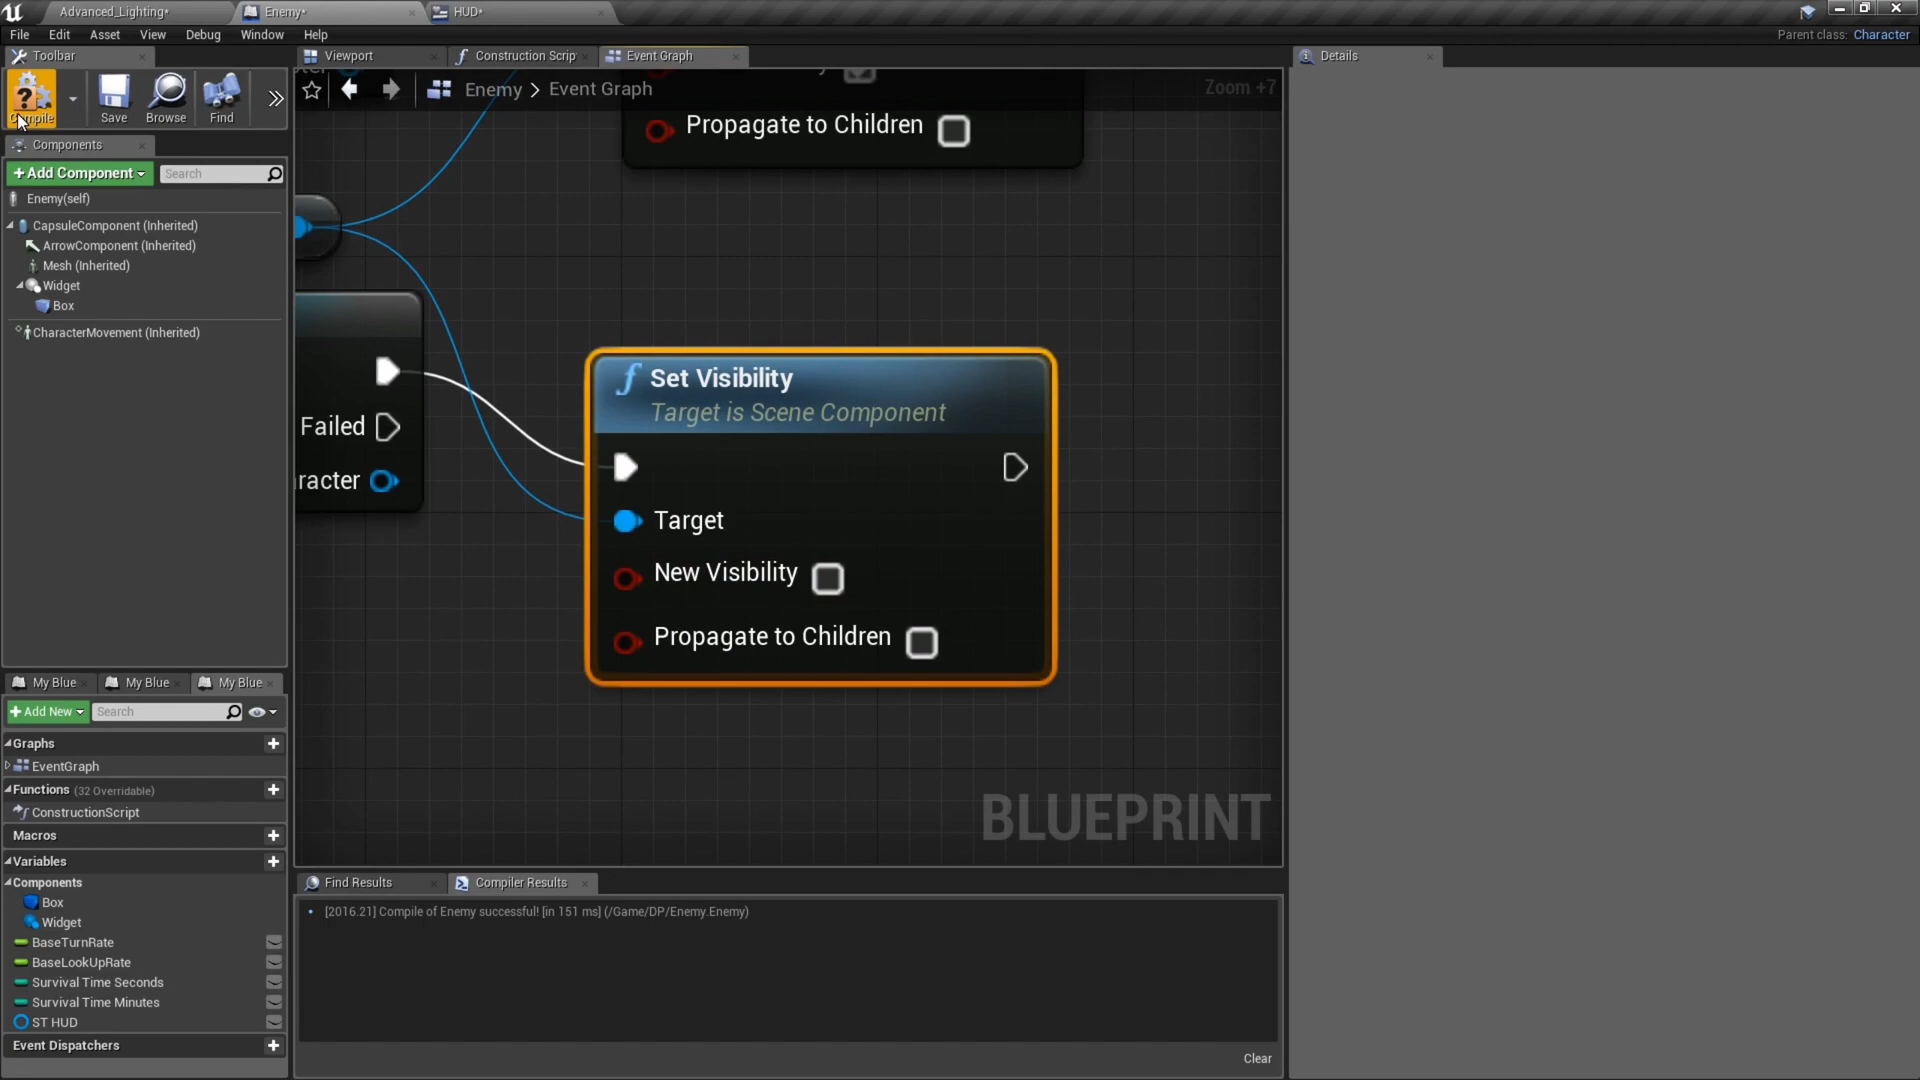 Advanced_Lighting*
Enemy*
HUD*
File Edit Asset View Debug Window Help
Parent class: Character
Toolbar
Viewport
Construction Scrip
Event Graph
Details
Compile
Save
Browse
Find
Enemy > Event Graph
Zoom +7
Components
+Add Component
Search
Enemy(self)
CapsuleComponent (Inherited)
ArrowComponent (Inherited)
Mesh (Inherited)
Widget
Box
CharacterMovement (Inherited)
Propagate to Children
Failed
racter
Set Visibility
Target is Scene Component
Target
New Visibility
Propagate to Children
BLUEPRINT
My Blue
My Blue
My Blue
+Add New
Search
Graphs
EventGraph
Functions (32 Overridable)
ConstructionScript
Macros
Variables
Components
Box
Widget
BaseTurnRate
BaseLookUpRate
Survival Time Seconds
Survival Time Minutes
ST HUD
Event Dispatchers
Find Results
Compiler Results
[2016.21] Compile of Enemy successful! [in 151 ms] (/Game/DP/Enemy.Enemy)
Clear